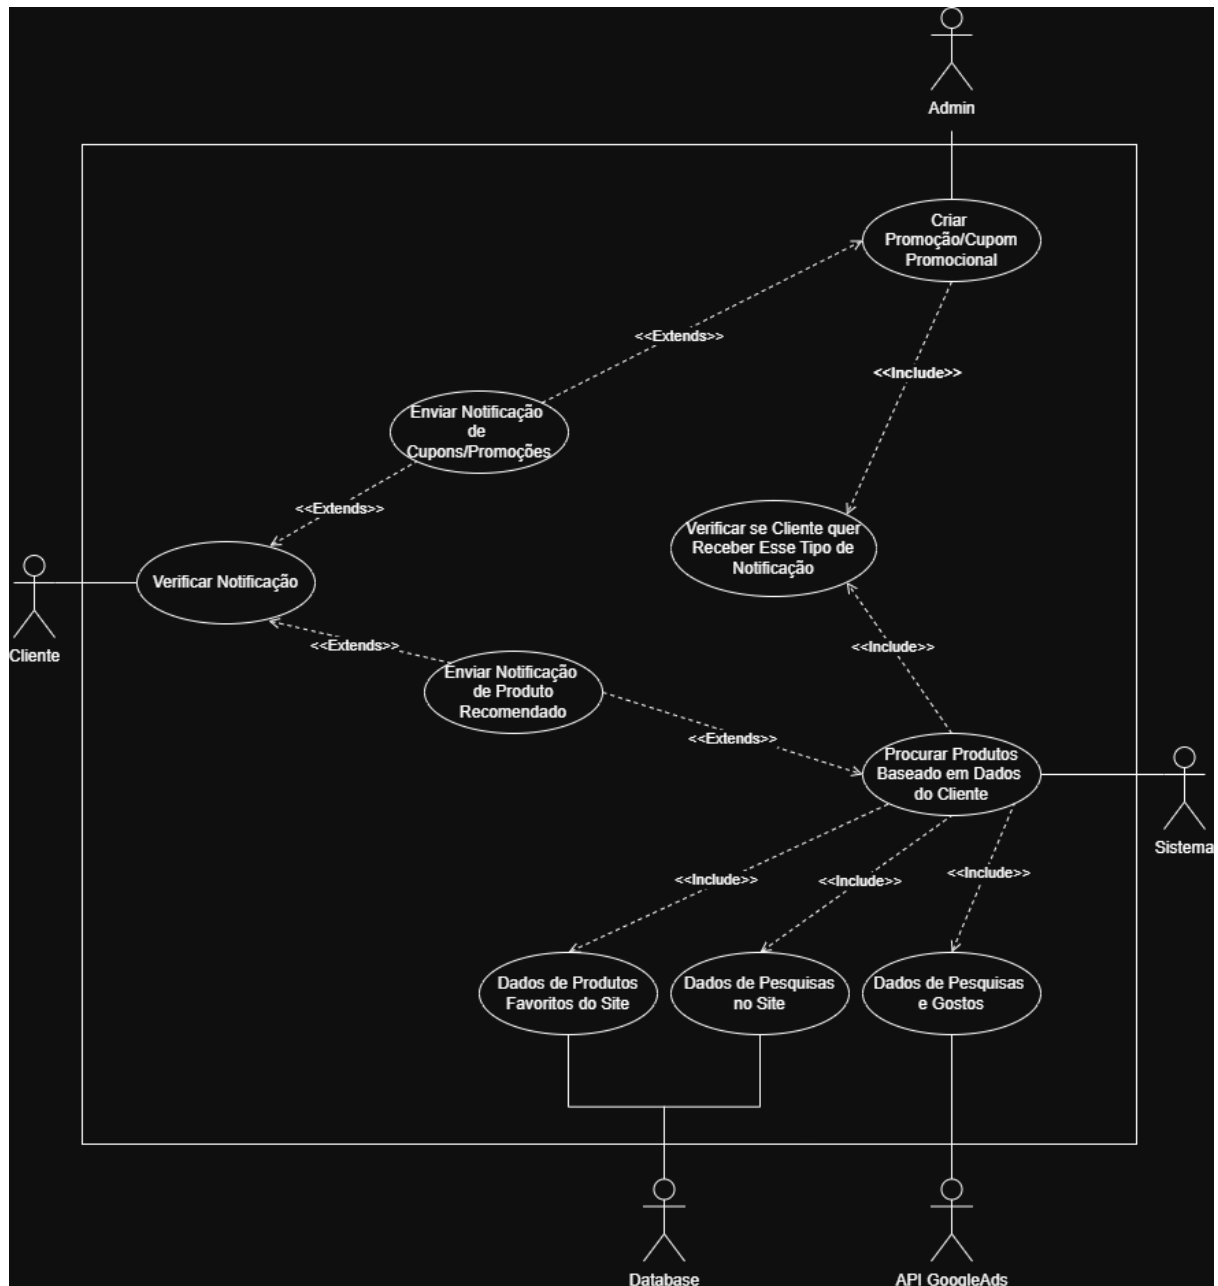 Admin
Criar
Promoção/Cupom
Promocional
<<Extends>>
<<Include>>
Enviar Notificação
de
Cupons/Promoções
<<Extends>>
Verificar se Cliente quer
Receber Esse Tipo de
Notificação
Verificar Notificação
Cliente
<<Extends>>
<<Include>>
Enviar Notificação
de Produto
Recomendado
<<Extends>>
Procurar Produtos
Baseado em Dados
do Cliente
Sistema
<<Include>>
<<Include>>
<<Include>>
Dados de Produtos
Favoritos do Site
Dados de Pesquisas
no Site
Dados de Pesquisas
e Gostos
Database
API GoogleAds